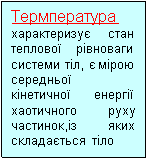 Термпература
характеризує стан
теплової рівноваги
системи тіл, є мірою
середньої
кінетичної енергії
хаотичного руху
частинок,із яких
складається тіло